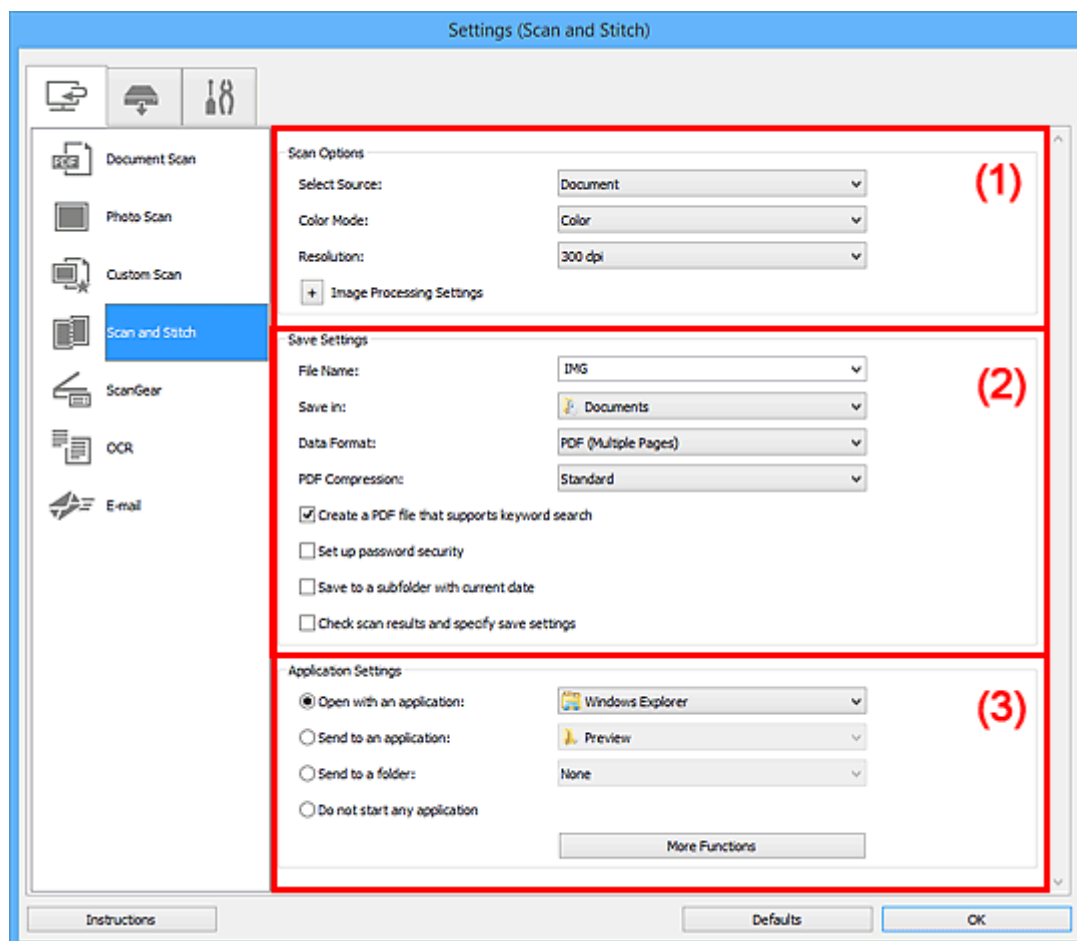 Settings (Scan and Stitch)
Document Scan
Photo Scan
Custom Scan
Scan and Stitch
ScanGear
OCR
E-mail
Scan Options
(1)
Select Source: Document
Color Mode: Color
Resolution: 300 dpi
+ Image Processing Settings
Save Settings
(2)
File Name: IMG
Save in: Documents
Data Format: PDF (Multiple Pages)
PDF Compression: Standard
Create a PDF file that supports keyword search
Set up password security
Save to a subfolder with current date
Check scan results and specify save settings
Application Settings
(3)
Open with an application: Windows Explorer
Send to an application: Preview
Send to a folder: None
Do not start any application
More Functions
Instructions Defaults OK